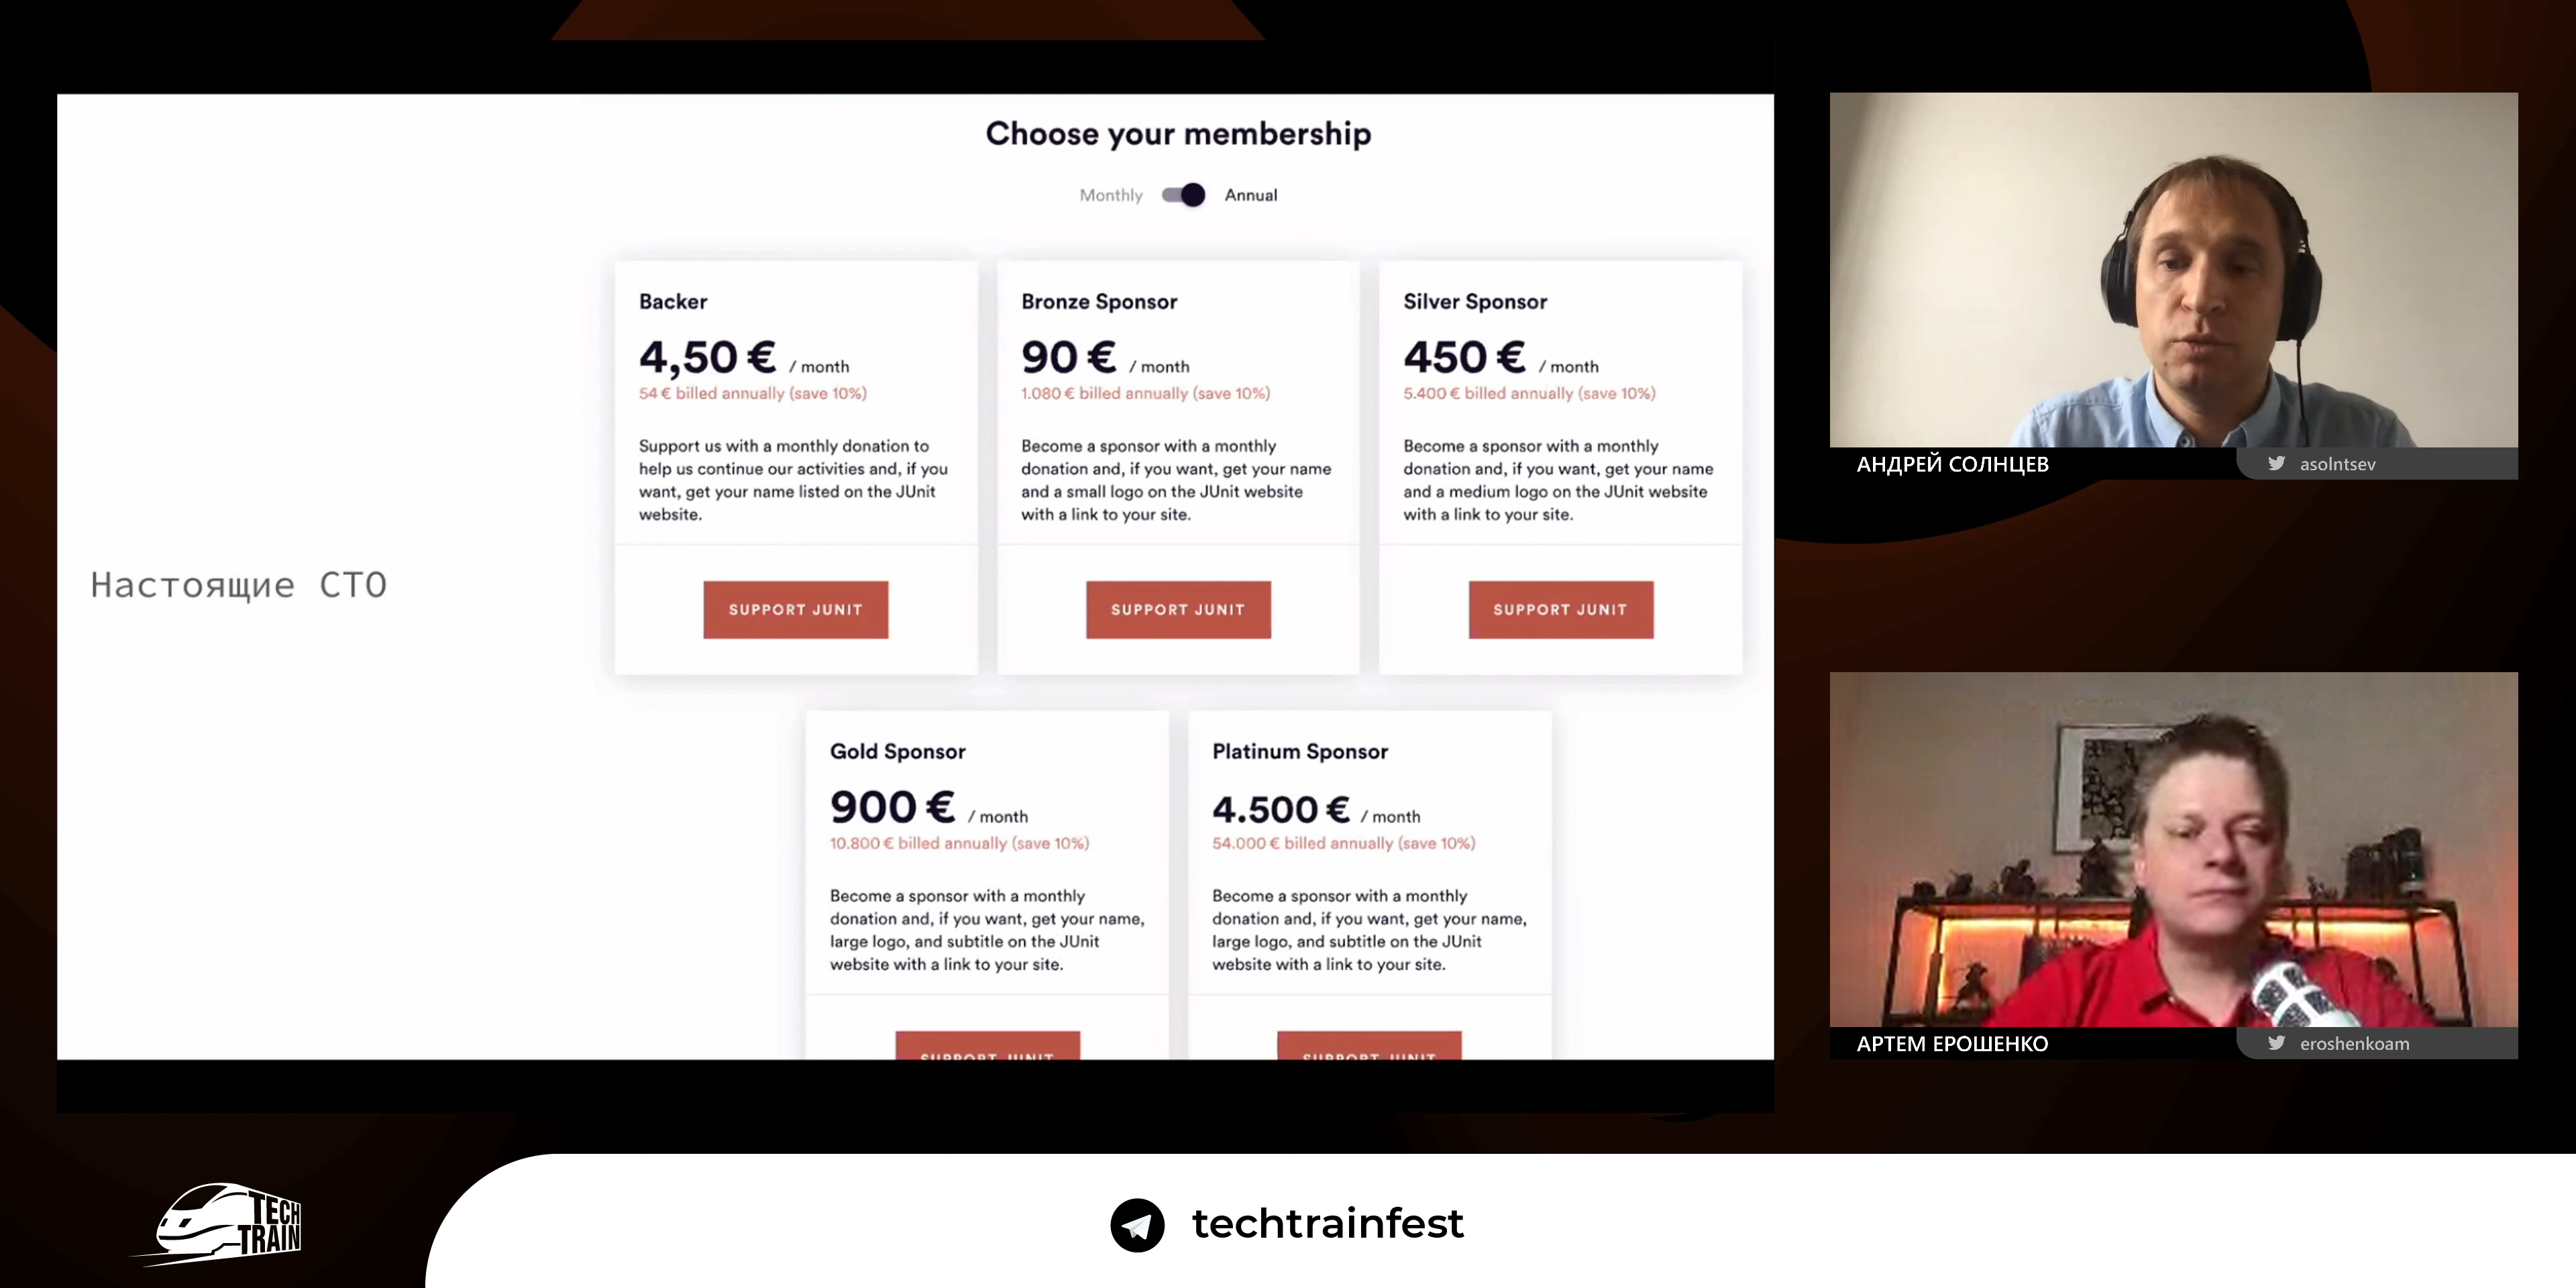 Choose your membership
Monthly Annual
Backer
4,50 € / month
54 € billed annually (save 10%)
Support us with a monthly donation to
help us continue our activities and, if you
want, get your name listed on the JUnit
website.
SUPPORT JUNIT
Bronze Sponsor
90 € / month
1.080 € billed annually (save 10%)
Become a sponsor with a monthly
donation and, if you want, get your name
and a small logo on the JUnit website
with a link to your site.
SUPPORT JUNIT
Silver Sponsor
450 € / month
5.400 € billed annually (save 10%)
Become a sponsor with a monthly
donation and, if you want, get your name
and a medium logo on the JUnit website
with a link to your site.
SUPPORT JUNIT
Настоящие CTO
Gold Sponsor
900 € / month
10.800 € billed annually (save 10%)
Become a sponsor with a monthly
donation and, if you want, get your name,
large logo, and subtitle on the JUnit
website with a link to your site.
SUPPORT JUNIT
Platinum Sponsor
4.500 € / month
54.000 € billed annually (save 10%)
Become a sponsor with a monthly
donation and, if you want, get your name,
large logo, and subtitle on the JUnit
website with a link to your site.
SUPPORT JUNIT
АНДРЕЙ СОЛНЦЕВ
asolntsev
АРТЕМ ЕРОШЕНКО
eroshenkoam
TECH
TRAIN
techtrainfest